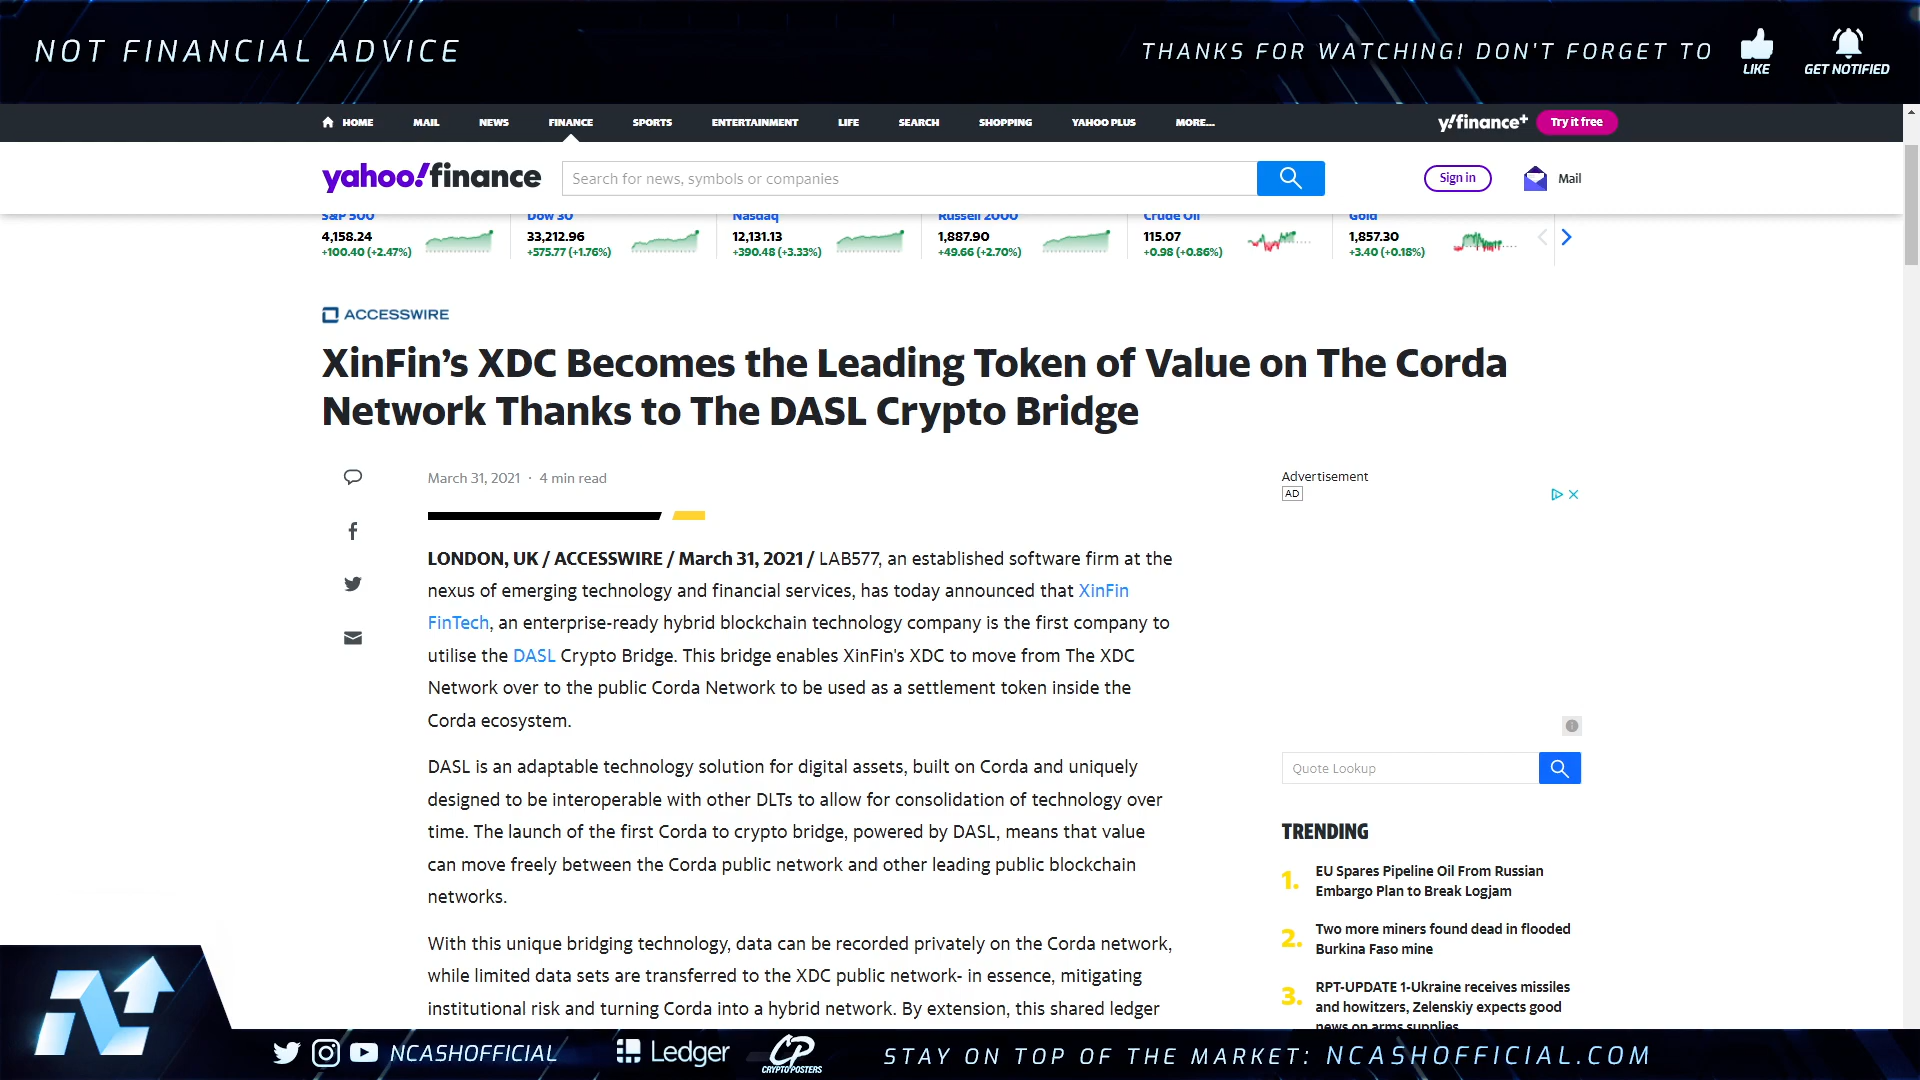 NOT FINANCIAL ADVICE
THANKS FOR WATCHING! DON'T FORGET TO
LIKE
GET NOTIFIED
HOME MAIL NEWS FINANCE SPORTS ENTERTAINMENT LIFE SEARCH SHOPPING YAHOO PLUS MORE...
y!finance+ Try it free
yahoo!finance
Search for news, symbols or companies
Sign in
Mail
S&P 500 Dow 30 Nasdaq Russell 2000 Crude Oil Gold
4,158.24 33,212.96 12,131.13 1,887.90 115.07 1,857.30
+100.40 (+2.47%) +575.77 (+1.76%) +390.48 (+3.33%) +49.66 (+2.70%) +0.98 (+0.86%) +3.40 (+0.18%)
ACCESSWIRE
XinFin's XDC Becomes the Leading Token of Value on The Corda
Network Thanks to The DASL Crypto Bridge
March 31, 2021 · 4 min read
LONDON, UK / ACCESSWIRE / March 31, 2021 / LAB577, an established software firm at the
nexus of emerging technology and financial services, has today announced that XinFin
FinTech, an enterprise-ready hybrid blockchain technology company is the first company to
utilise the DASL Crypto Bridge. This bridge enables XinFin's XDC to move from The XDC
Network over to the public Corda Network to be used as a settlement token inside the
Corda ecosystem.
DASL is an adaptable technology solution for digital assets, built on Corda and uniquely
designed to be interoperable with other DLTs to allow for consolidation of technology over
time. The launch of the first Corda to crypto bridge, powered by DASL, means that value
can move freely between the Corda public network and other leading public blockchain
networks.
With this unique bridging technology, data can be recorded privately on the Corda network,
while limited data sets are transferred to the XDC public network- in essence, mitigating
institutional risk and turning Corda into a hybrid network. By extension, this shared ledger
Advertisement
AD
Quote Lookup
TRENDING
1. EU Spares Pipeline Oil From Russian
Embargo Plan to Break Logjam
2. Two more miners found dead in flooded
Burkina Faso mine
3. RPT-UPDATE 1-Ukraine receives missiles
and howitzers, Zelenskiy expects good
news on arms supplies
NCASHOFFICIAL
Ledger
CP
CRYPTOPOSTERS
STAY ON TOP OF THE MARKET: NCASHOFFICIAL.COM